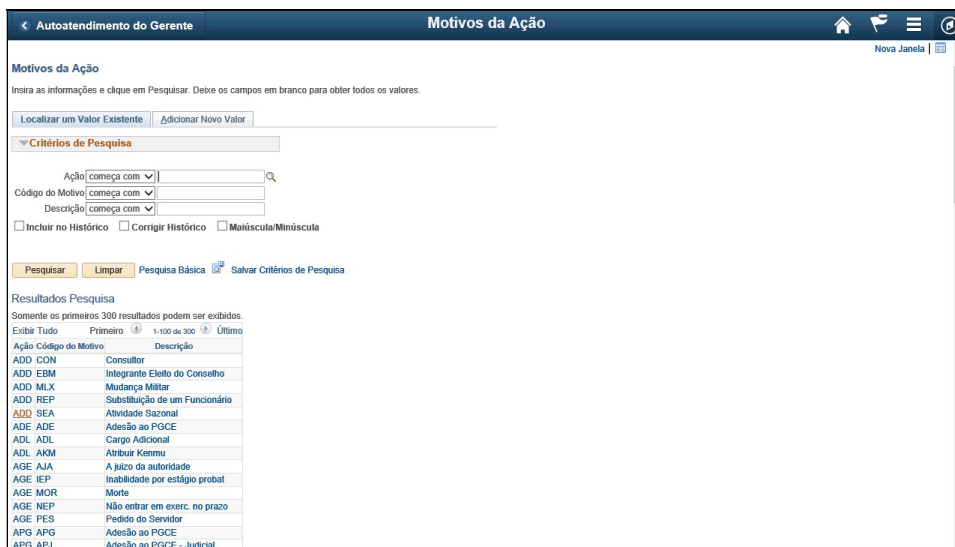 Autoatendimento do Gerente Motivos da Ação
Nova Janela |
Motivos da Ação
Insira as informações e clique em Pesquisar. Deixe os campos em branco para obter todos os valores.
Localizar um Valor Existente Adicionar Novo Valor
Critérios de Pesquisa
Ação começa com
Código do Motivo começa com
Descrição começa com
Incluir no Histórico Corrigir Histórico Maiúscula/Minúscula
Pesquisar Limpar Pesquisa Básica Salvar Critérios de Pesquisa
Resultados Pesquisa
Somente os primeiros 300 resultados podem ser exibidos.
Exibir Tudo Primeiro 1-100 de 300 Último
Ação Código do Motivo Descrição
ADD CON Consultor
ADD EBM Integrante Eleito do Conselho
ADD MLX Mudança Militar
ADD REP Substituição de um Funcionário
ADD SEA Atividade Sazonal
ADE ADE Adesão ao PGCE
ADL ADL Cargo Adicional
ADL AKM Atribuir Kenmu
AGE AJA A juizo da autoridade
AGE IEP Inabilidade por estágio probat
AGE MOR Morte
AGE NEP Não entrar em exerc. no prazo
AGE PES Pedido do Servidor
APG APG Adesão ao PGCE
APG APJ Adesão ao PGCE - Judicial